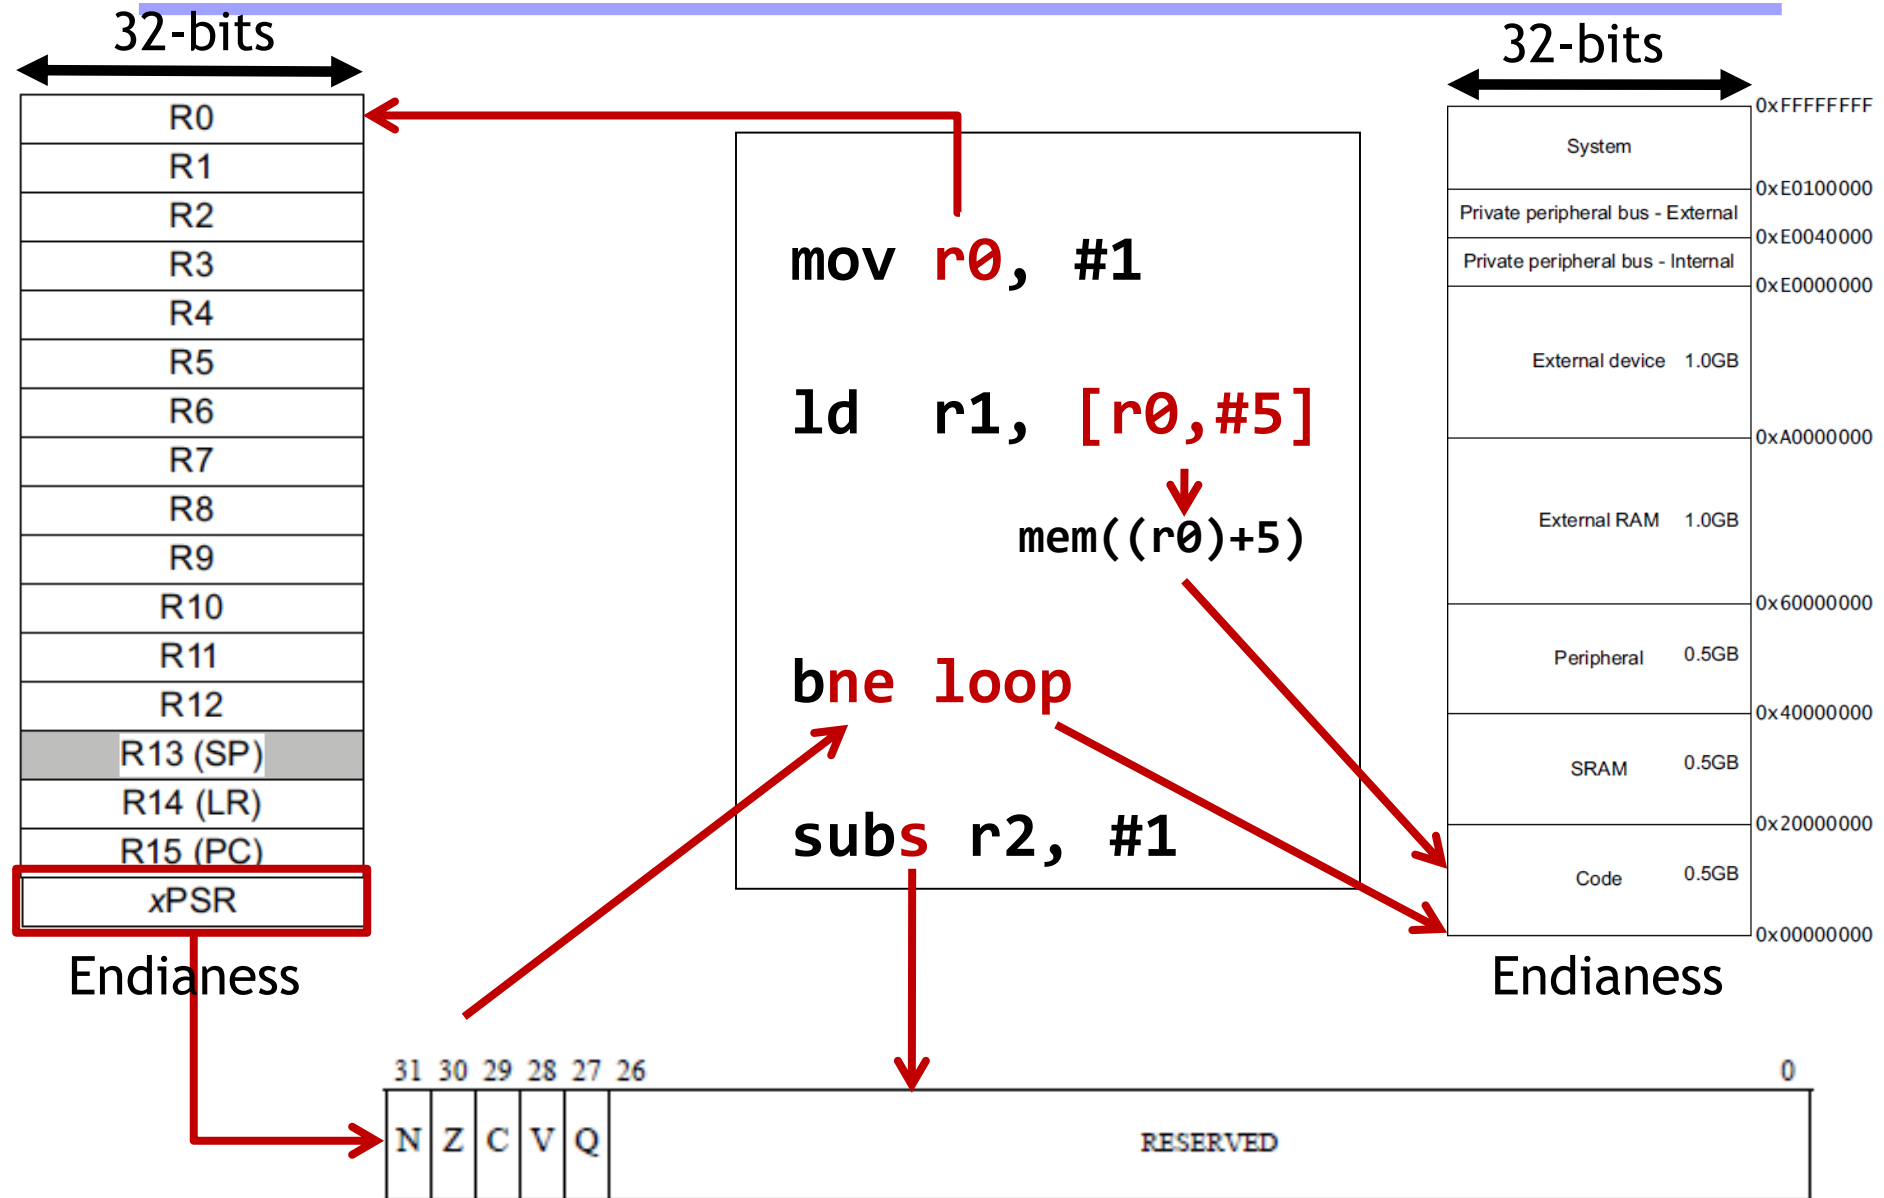 32-bits
R0
R1
R2
R3
R4
R5
R6
R7
R8
R9
R10
R11
R12
R13 (SP)
R14 (LR)
R15 (PC)
xPSR
Endianess
mov r0, #1
ld r1, [r0,#5]
mem((r0)+5)
bne loop
subs r2, #1
32-bits
0xFFFFFFFF
System
0xE0100000
Private peripheral bus - External
0xE0040000
Private peripheral bus - Internal
0xE0000000
External device 1.0GB
0xA0000000
External RAM 1.0GB
0x60000000
Peripheral 0.5GB
0x40000000
SRAM 0.5GB
0x20000000
Code 0.5GB
0x00000000
Endianess
31 30 29 28 27 26 0
N Z C V Q RESERVED